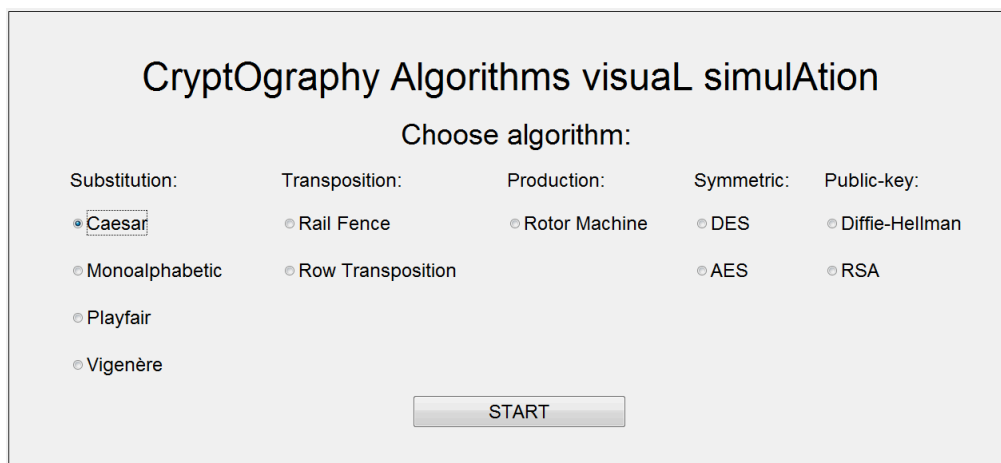 CryptOgraphy Algorithms visuaL simulAtion
Choose algorithm:
Substitution: Transposition: Production: Symmetric: Public-key:
Caesar Rail Fence Rotor Machine DES Diffie-Hellman
Monoalphabetic Row Transposition AES RSA
Playfair
Vigenère
START